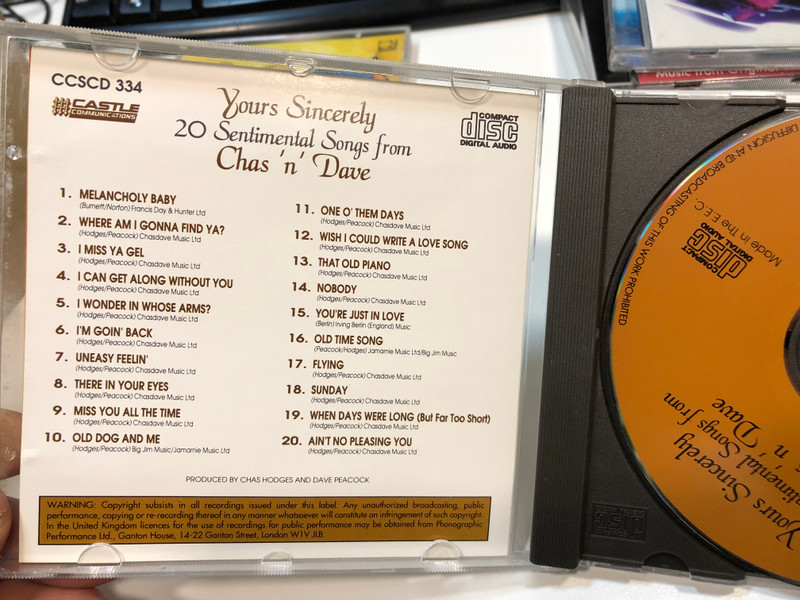 CCSCD 334
CASTLE
COMMUNICATIONS
Yours Sincerely
20 Sentimental Songs from
Chas 'n' Dave
COMPACT
disc
DIGITAL AUDIO
1. MELANCHOLY BABY
(Burnett/Norton) Francis Day & Hunter Ltd
2. WHERE AM I GONNA FIND YA?
(Hodges/Peacock) Chasdave Music Ltd
3. I MISS YA GEL
(Hodges/Peacock) Chasdave Music Ltd
4. I CAN GET ALONG WITHOUT YOU
(Hodges/Peacock) Chasdave Music Ltd
5. I WONDER IN WHOSE ARMS?
(Hodges/Peacock) Chasdave Music Ltd
6. I'M GOIN' BACK
(Hodges/Peacock) Chasdave Music Ltd
7. UNEASY FEELIN'
(Hodges/Peacock) Chasdave Music Ltd
8. THERE IN YOUR EYES
(Hodges/Peacock) Chasdave Music Ltd
9. MISS YOU ALL THE TIME
(Hodges/Peacock) Chasdave Music Ltd
10. OLD DOG AND ME
(Hodges/Peacock) Big Jim Music/Jamarnie Music Ltd
11. ONE O' THEM DAYS
(Hodges/Peacock) Chasdave Music Ltd
12. WISH I COULD WRITE A LOVE SONG
(Hodges/Peacock) Chasdave Music Ltd
13. THAT OLD PIANO
(Hodges/Peacock) Chasdave Music Ltd
14. NOBODY
(Hodges/Peacock) Chasdave Music Ltd
15. YOU'RE JUST IN LOVE
(Berlin) Irving Berlin (England) Music
16. OLD TIME SONG
(Peacock/Hodges) Jamarnie Music Ltd/Big Jim Music
17. FLYING
(Hodges/Peacock) Chasdave Music Ltd
18. SUNDAY
(Hodges/Peacock) Chasdave Music Ltd
19. WHEN DAYS WERE LONG (But Far Too Short)
(Hodges/Peacock) Chasdave Music Ltd
20. AIN'T NO PLEASING YOU
(Hodges/Peacock) Chasdave Music Ltd
PRODUCED BY CHAS HODGES AND DAVE PEACOCK
WARNING: Copyright subsists in all recordings issued under this label. Any unauthorized broadcasting, public
performance, copying or re-recording thereof in any manner whatsoever will constitute an infringement of such copyright.
In the United Kingdom licences for the use of recordings for public performance may be obtained from Phonographic
Performance Ltd., Ganton House, 14-22 Ganton Street, London W1V JLB.
Music from Origin
DIFFUSION AND BROADCASTING OF THIS WORK PROHIBITED
Made in The E.E.C.
COMPACT
disc
DIGITAL AUDIO
Yours Sincerely
Sentimental Songs from
'n' Dave